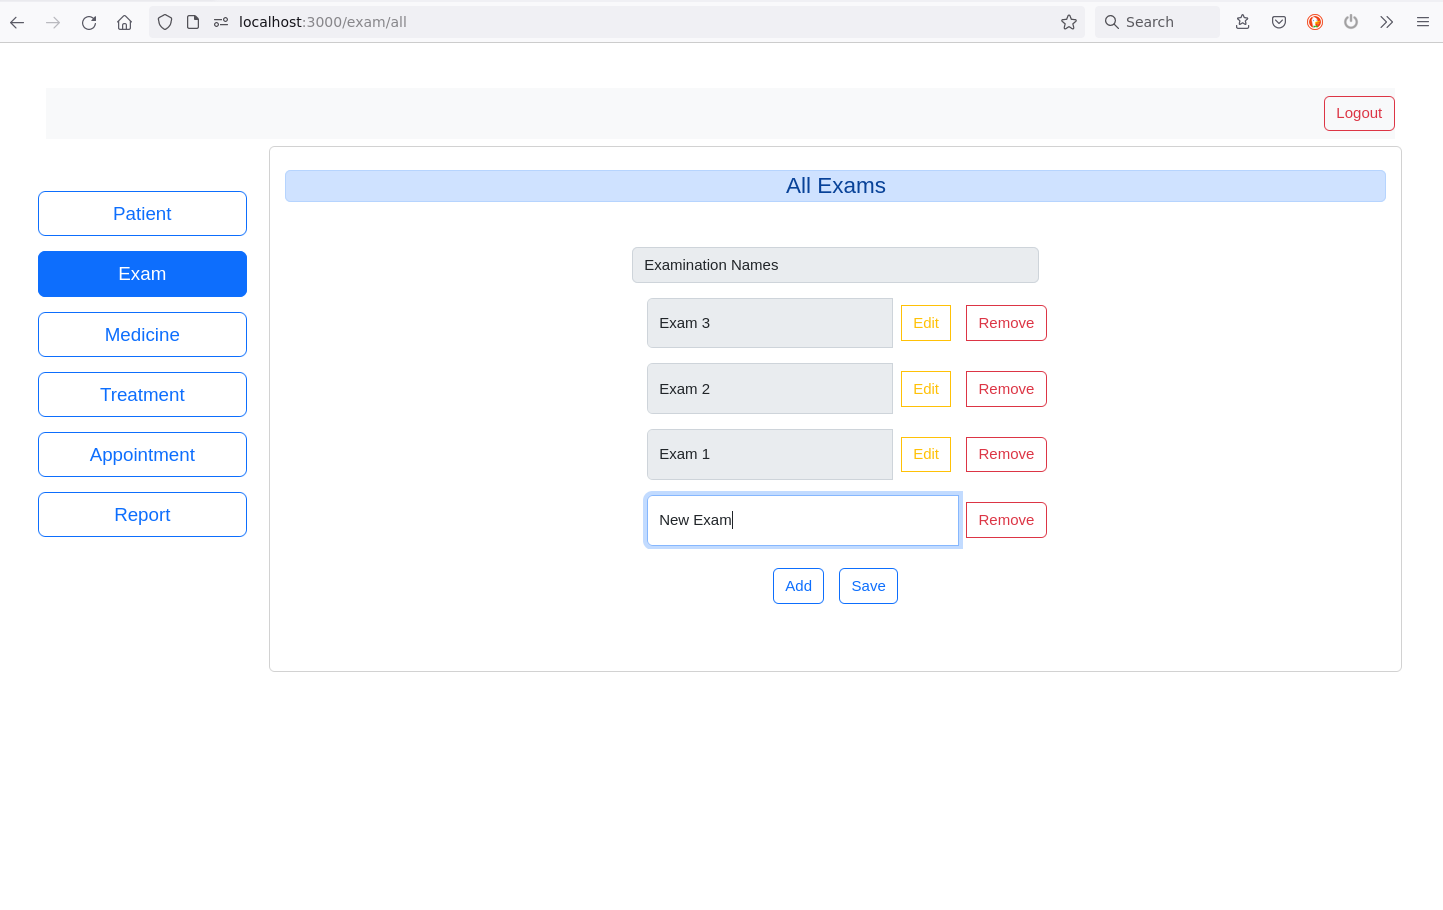 localhost:3000/exam/all
Search
Logout
All Exams
Patient
Exam
Medicine
Treatment
Appointment
Report
Examination Names
Exam 3 Edit Remove
Exam 2 Edit Remove
Exam 1 Edit Remove
New Exam Remove
Add Save